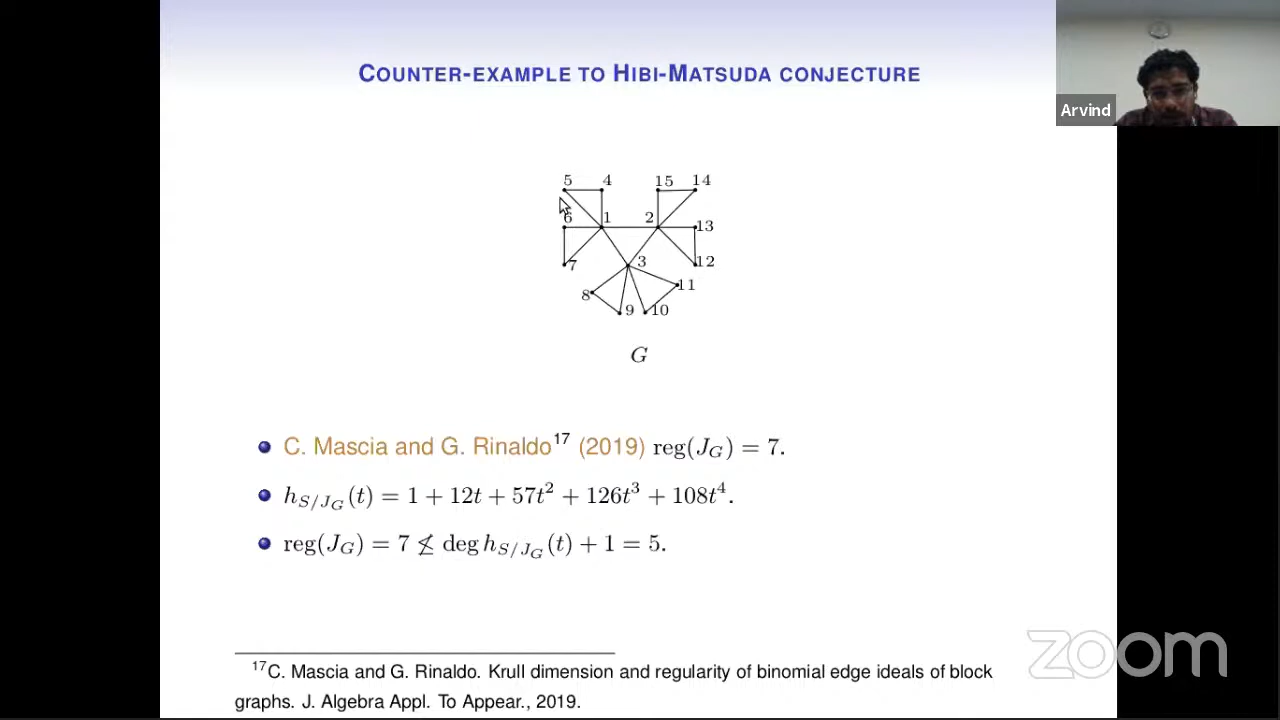 COUNTER-EXAMPLE TO HIBI-MATSUDA CONJECTURE
Arvind
5 4 15 14
6 1 2 13
7 3 12
8 11
9 10
G
C. Mascia and G. Rinaldo¹⁷ (2019) reg(J_G) = 7.
h_{S/J_G}(t) = 1 + 12t + 57t² + 126t³ + 108t⁴.
reg(J_G) = 7 ≰ deg h_{S/J_G}(t) + 1 = 5.
¹⁷C. Mascia and G. Rinaldo. Krull dimension and regularity of binomial edge ideals of block
graphs. J. Algebra Appl. To Appear., 2019.
zoom